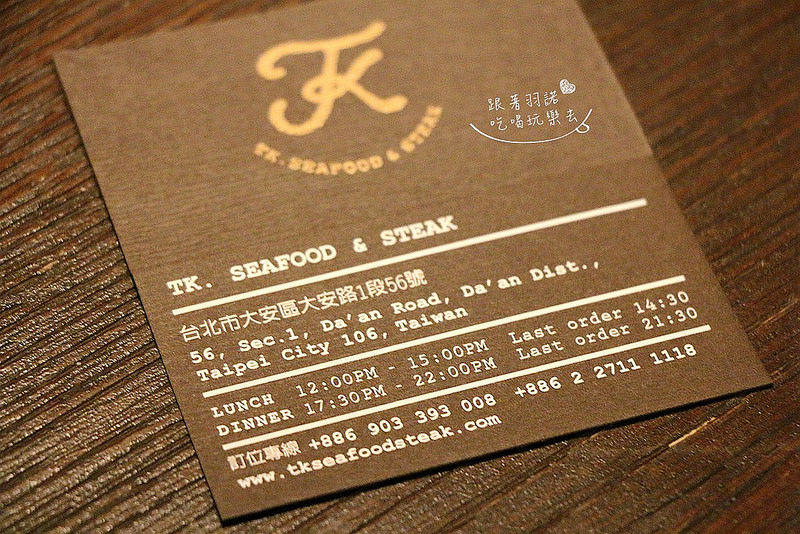 TK
TK. SEAFOOD & STEAK
跟著羽諾
吃喝玩樂去
TK. SEAFOOD & STEAK
台北市大安區大安路1段56號
56, Sec.1, Da'an Road, Da'an Dist.,
Taipei City 106, Taiwan
LUNCH 12:00PM - 15:00PM Last order 14:30
DINNER 17:30PM - 22:00PM Last order 21:30
訂位專線 +886 903 393 008 +886 2 2711 1118
www.tkseafoodsteak.com